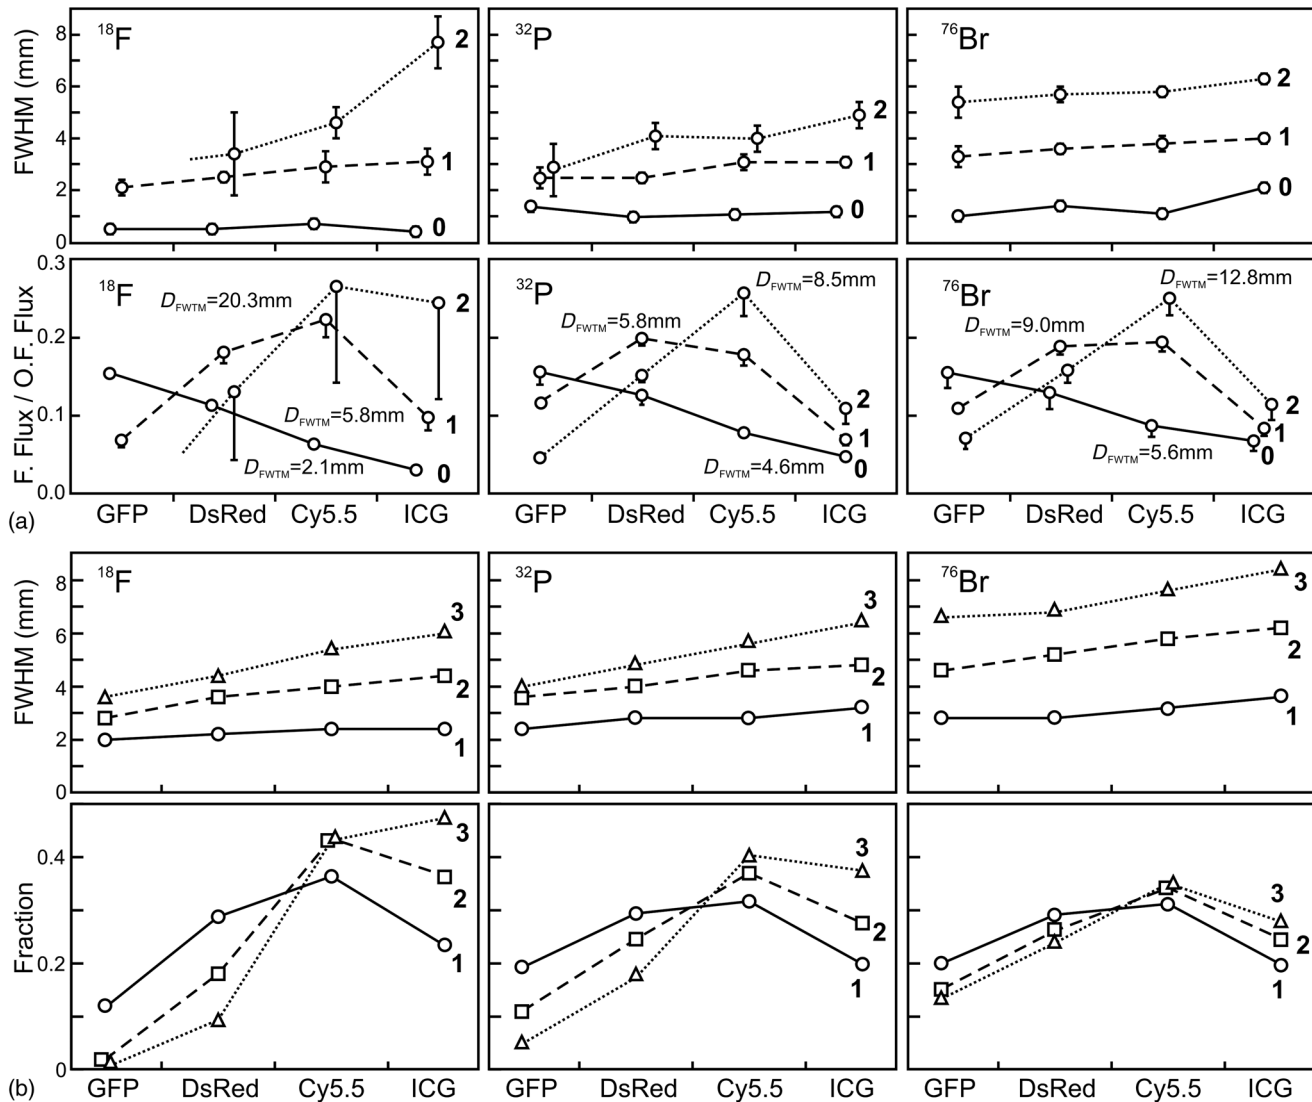 FWHM (mm)
8
6
4
2
0
18F
2
1
0
32P
2
1
0
76Br
2
1
0
F. Flux / O.F. Flux
0.3
0.2
0.1
0.0
18F
DFWTM=20.3mm
2
DFWTM=5.8mm
1
DFWTM=2.1mm
0
32P
DFWTM=8.5mm
DFWTM=5.8mm
2
1
DFWTM=4.6mm
0
76Br
DFWTM=12.8mm
DFWTM=9.0mm
2
1
DFWTM=5.6mm
0
(a)
GFP DsRed Cy5.5 ICG
GFP DsRed Cy5.5 ICG
GFP DsRed Cy5.5 ICG
FWHM (mm)
8
6
4
2
0
18F
3
2
1
32P
3
2
1
76Br
3
2
1
Fraction
0.4
0.2
0
3
2
1
3
2
1
3
2
1
(b)
GFP DsRed Cy5.5 ICG
GFP DsRed Cy5.5 ICG
GFP DsRed Cy5.5 ICG